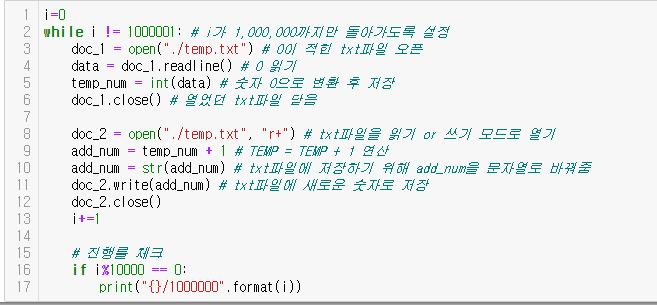 1 i=0
2 while i != 1000001: # i가 1,000,000까지만 돌아가도록 설정
3     doc_1 = open("./temp.txt") # 0이 적힌 txt파일 오픈
4     data = doc_1.readline() # 0 읽기
5     temp_num = int(data) # 숫자 0으로 변환 후 저장
6     doc_1.close() # 열었던 txt파일 닫음
7
8     doc_2 = open("./temp.txt", "r+") # txt파일을 읽기 or 쓰기 모드로 열기
9     add_num = temp_num + 1 # TEMP = TEMP + 1 연산
10     add_num = str(add_num) # txt파일에 저장하기 위해 add_num을 문자열로 바꿔줌
11     doc_2.write(add_num) # txt파일에 새로운 숫자로 저장
12     doc_2.close()
13     i+=1
14
15     # 진행률 체크
16     if i%10000 == 0:
17         print("{}/1000000".format(i))